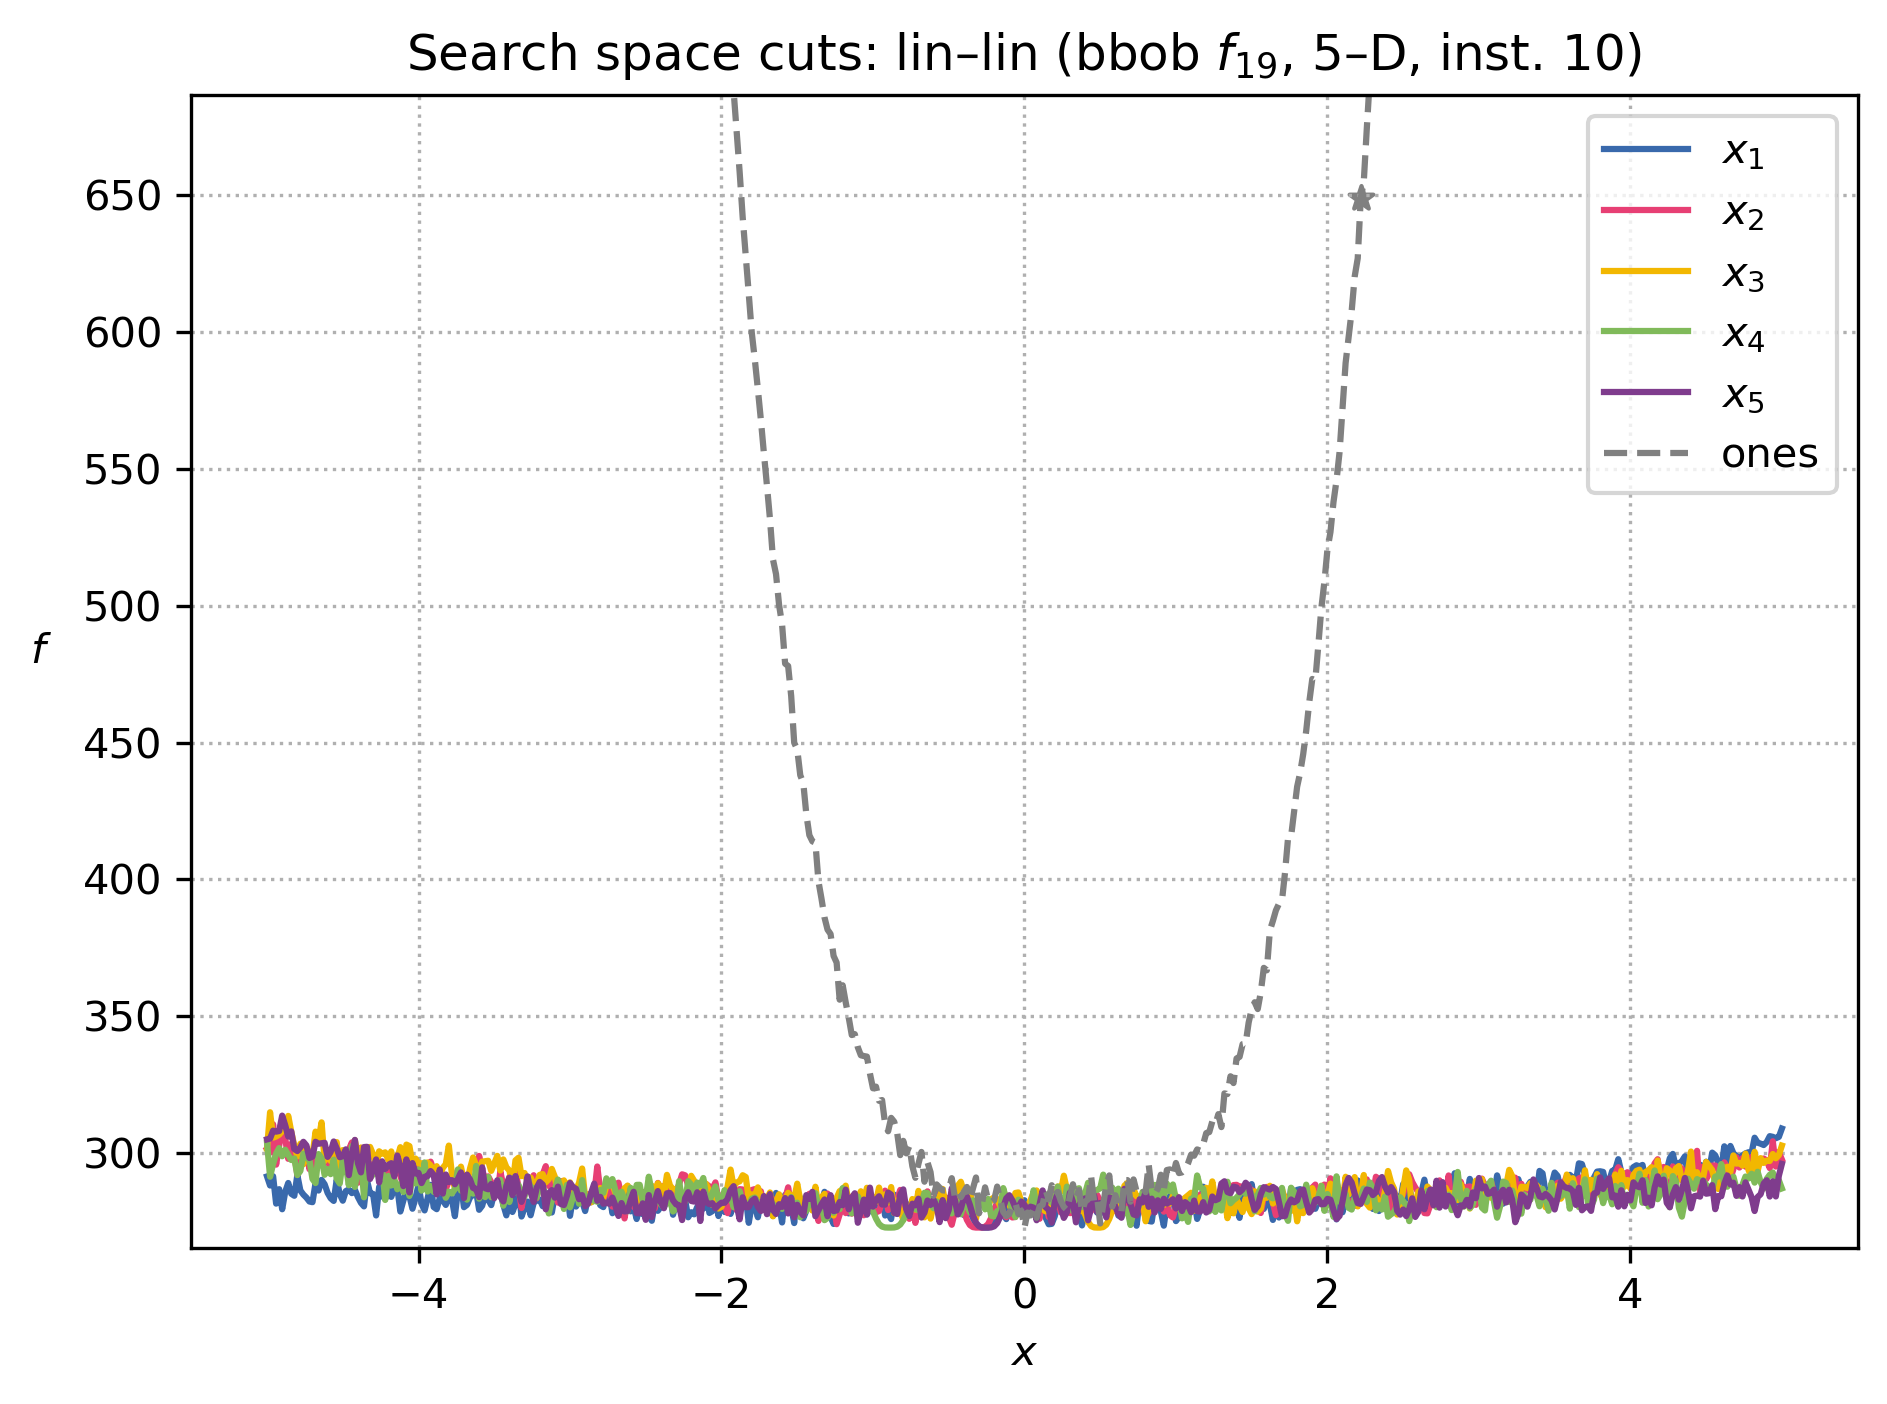 Search space cuts: lin–lin (bbob f19, 5–D, inst. 10)
650
600
550
500
450
400
350
300
f
−4
−2
0
2
4
x
x1
x2
x3
x4
x5
ones